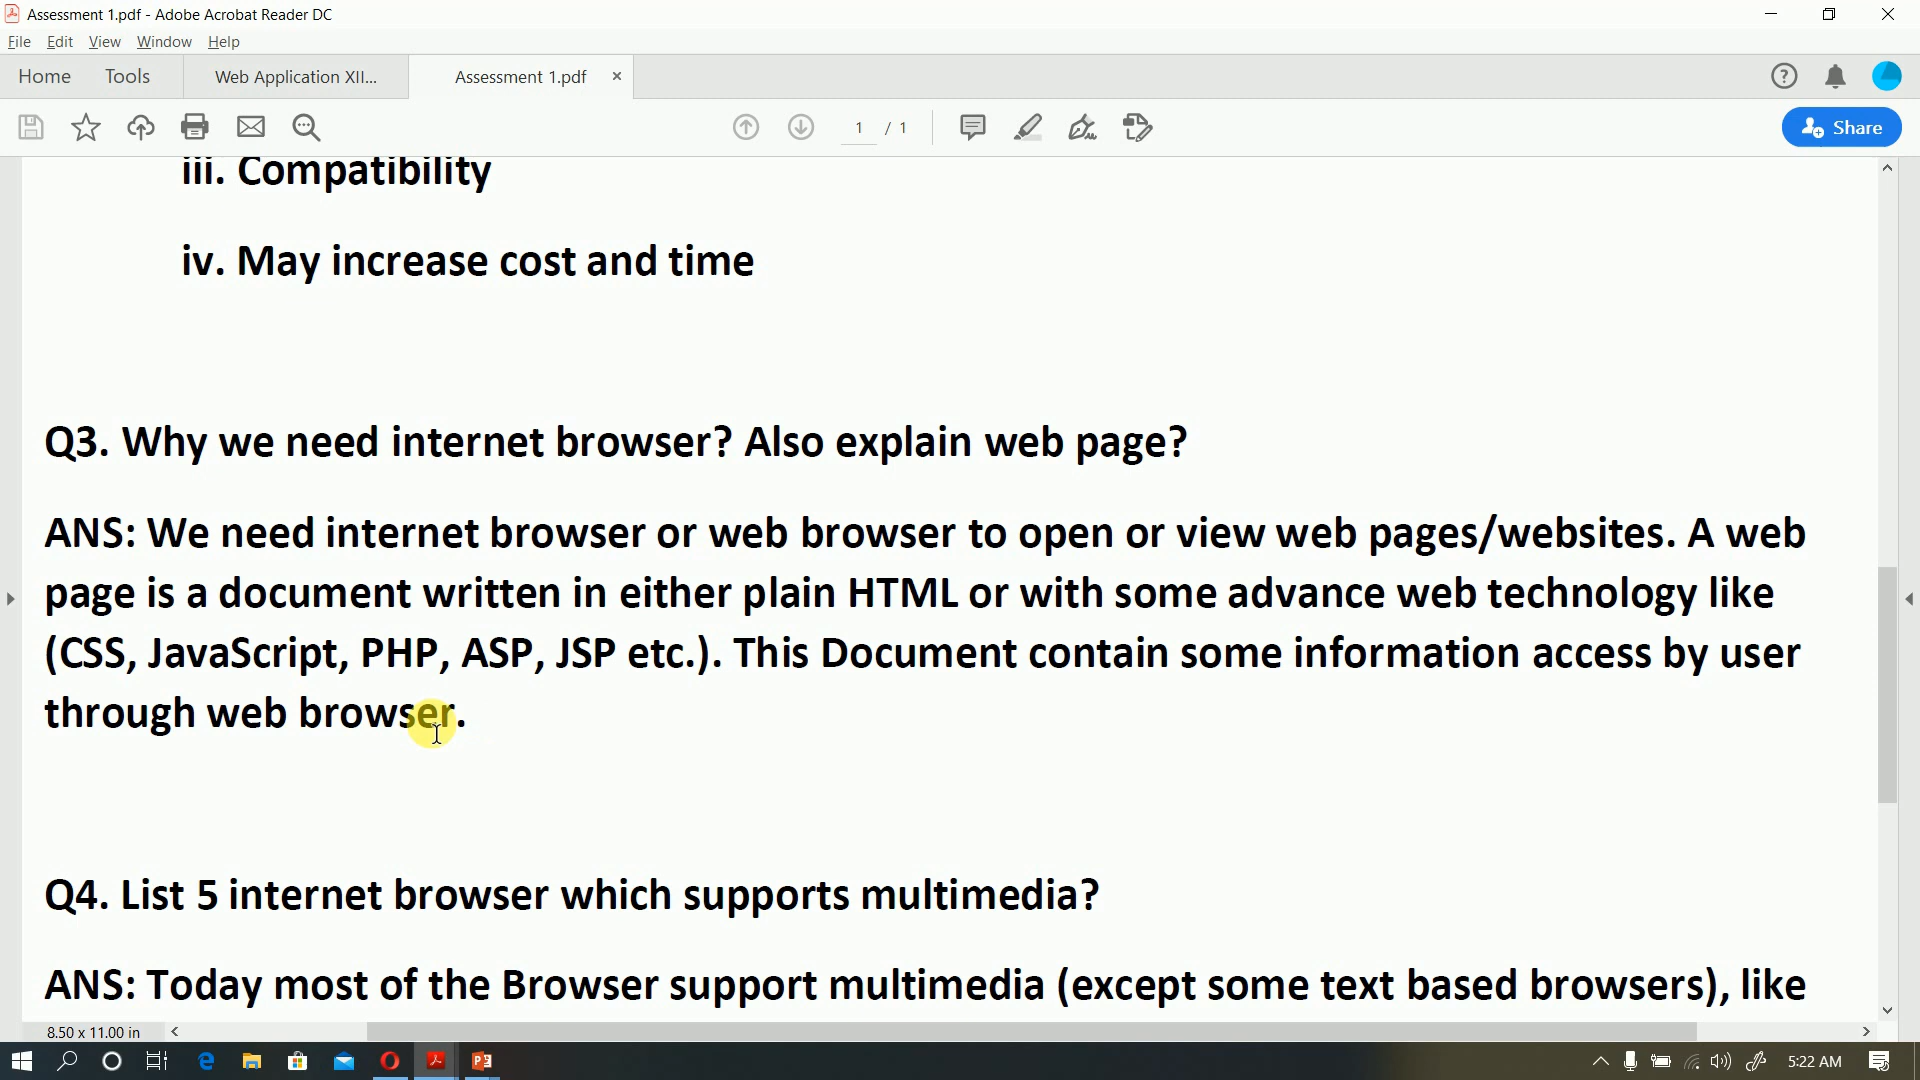 Assessment 1.pdf - Adobe Acrobat Reader DC
File Edit View Window Help
Home Tools Web Application XII... Assessment 1.pdf
1 / 1
Share
iii. Compatibility
iv. May increase cost and time
Q3. Why we need internet browser? Also explain web page?
ANS: We need internet browser or web browser to open or view web pages/websites. A web
page is a document written in either plain HTML or with some advance web technology like
(CSS, JavaScript, PHP, ASP, JSP etc.). This Document contain some information access by user
through web browser.
Q4. List 5 internet browser which supports multimedia?
ANS: Today most of the Browser support multimedia (except some text based browsers), like
8.50 x 11.00 in
5:22 AM